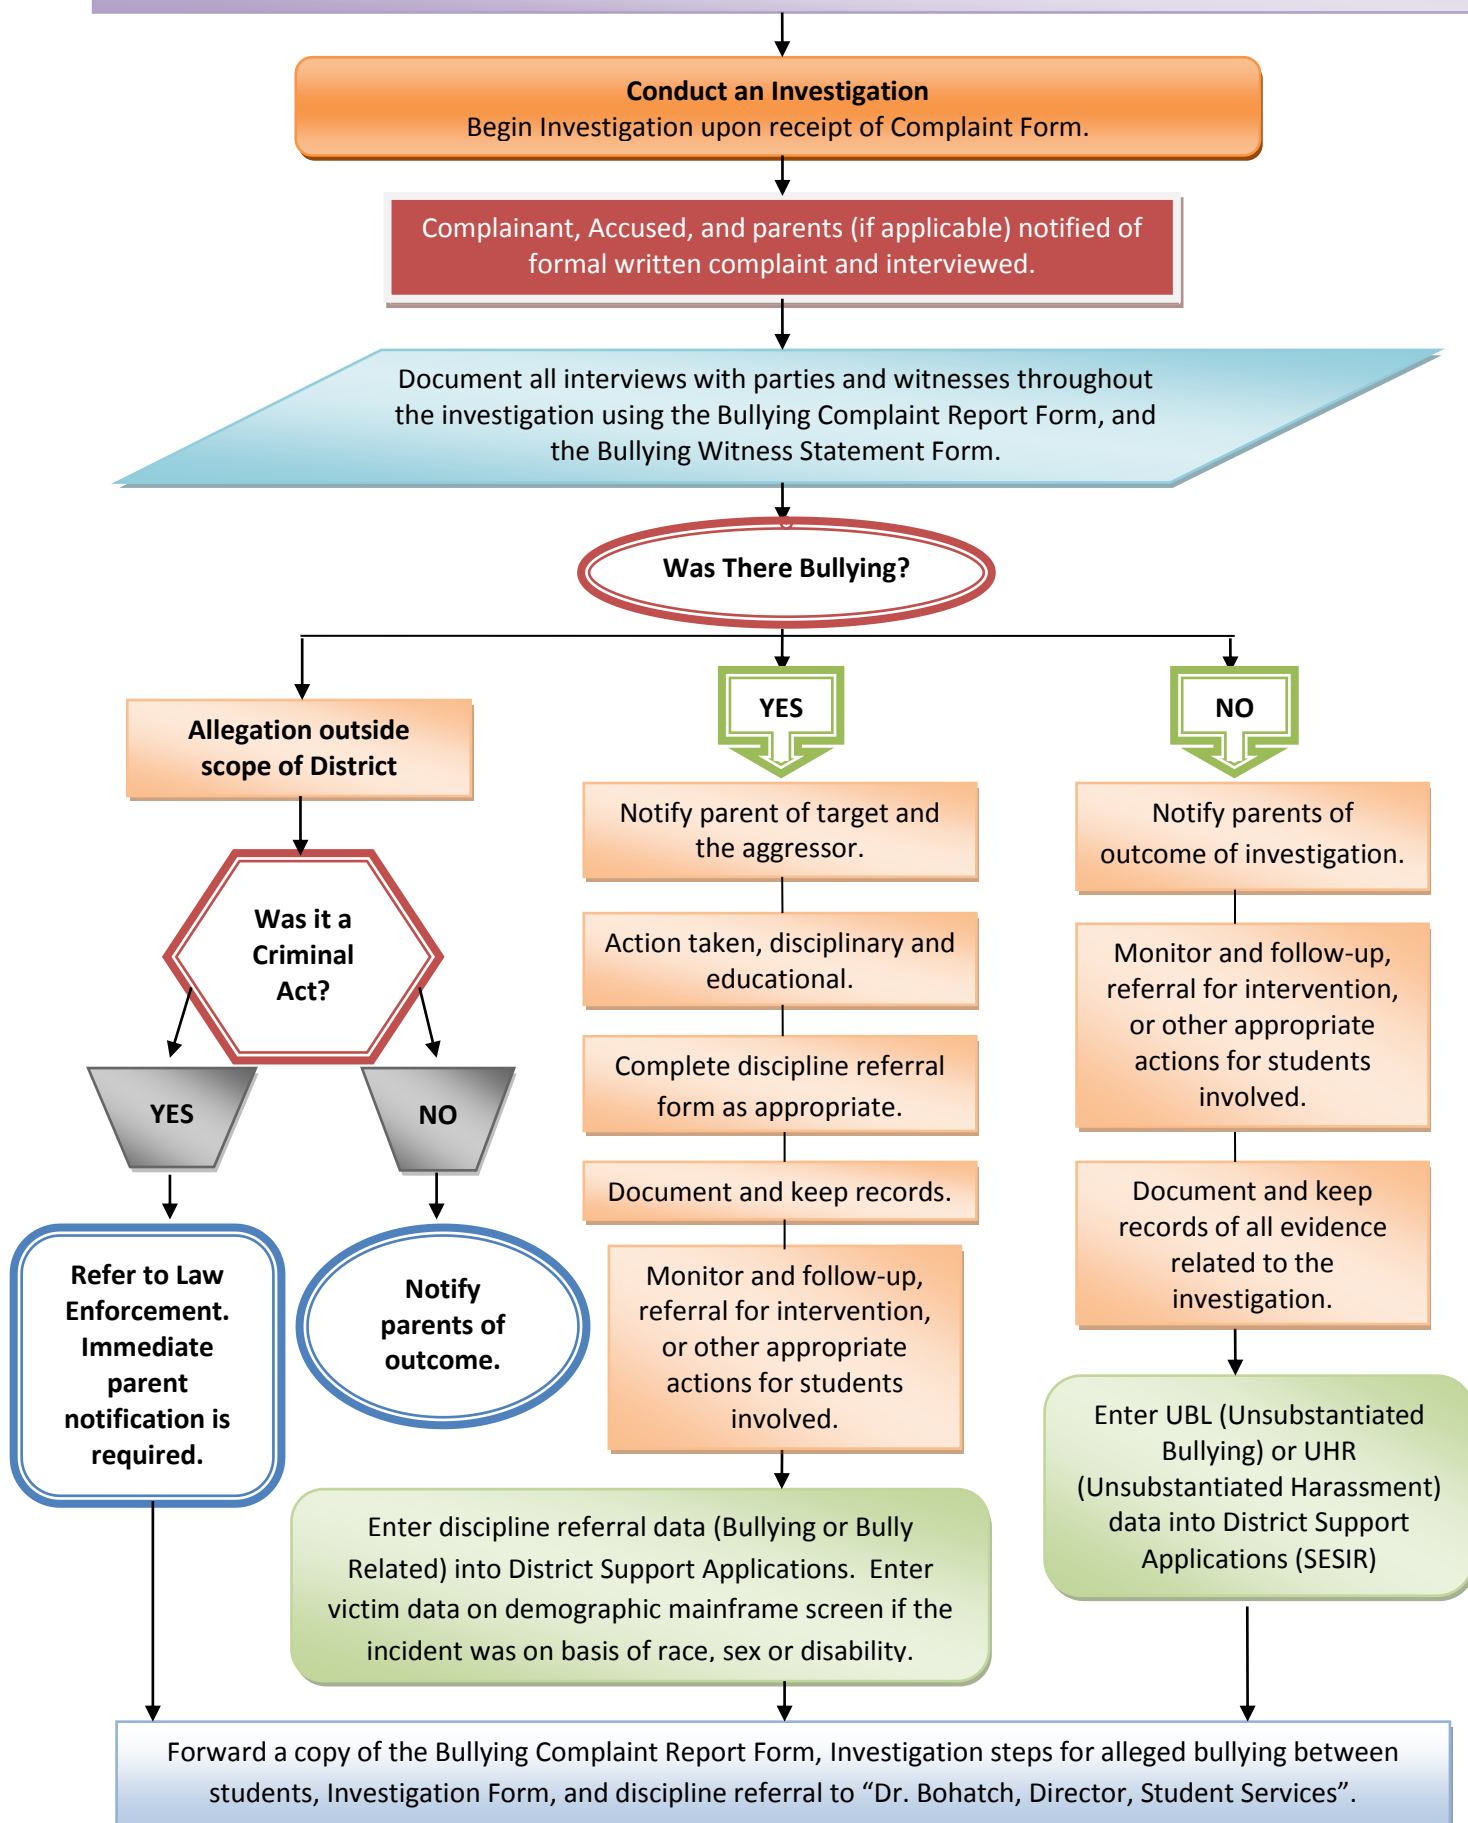 Conduct an Investigation
Begin Investigation upon receipt of Complaint Form.
Complainant, Accused, and parents (if applicable) notified of
formal written complaint and interviewed.
Document all interviews with parties and witnesses throughout
the investigation using the Bullying Complaint Report Form, and
the Bullying Witness Statement Form.
Was There Bullying?
Allegation outside
scope of District
Was it a
Criminal
Act?
YES
NO
Refer to Law
Enforcement.
Immediate
parent
notification is
required.
Notify
parents of
outcome.
YES
Notify parent of target and
the aggressor.
Action taken, disciplinary and
educational.
Complete discipline referral
form as appropriate.
Document and keep records.
Monitor and follow-up,
referral for intervention,
or other appropriate
actions for students
involved.
Enter discipline referral data (Bullying or Bully
Related) into District Support Applications.  Enter
victim data on demographic mainframe screen if the
incident was on basis of race, sex or disability.
NO
Notify parents of
outcome of investigation.
Monitor and follow-up,
referral for intervention,
or other appropriate
actions for students
involved.
Document and keep
records of all evidence
related to the
investigation.
Enter UBL (Unsubstantiated
Bullying) or UHR
(Unsubstantiated Harassment)
data into District Support
Applications (SESIR)
Forward a copy of the Bullying Complaint Report Form, Investigation steps for alleged bullying between
students, Investigation Form, and discipline referral to “Dr. Bohatch, Director, Student Services”.